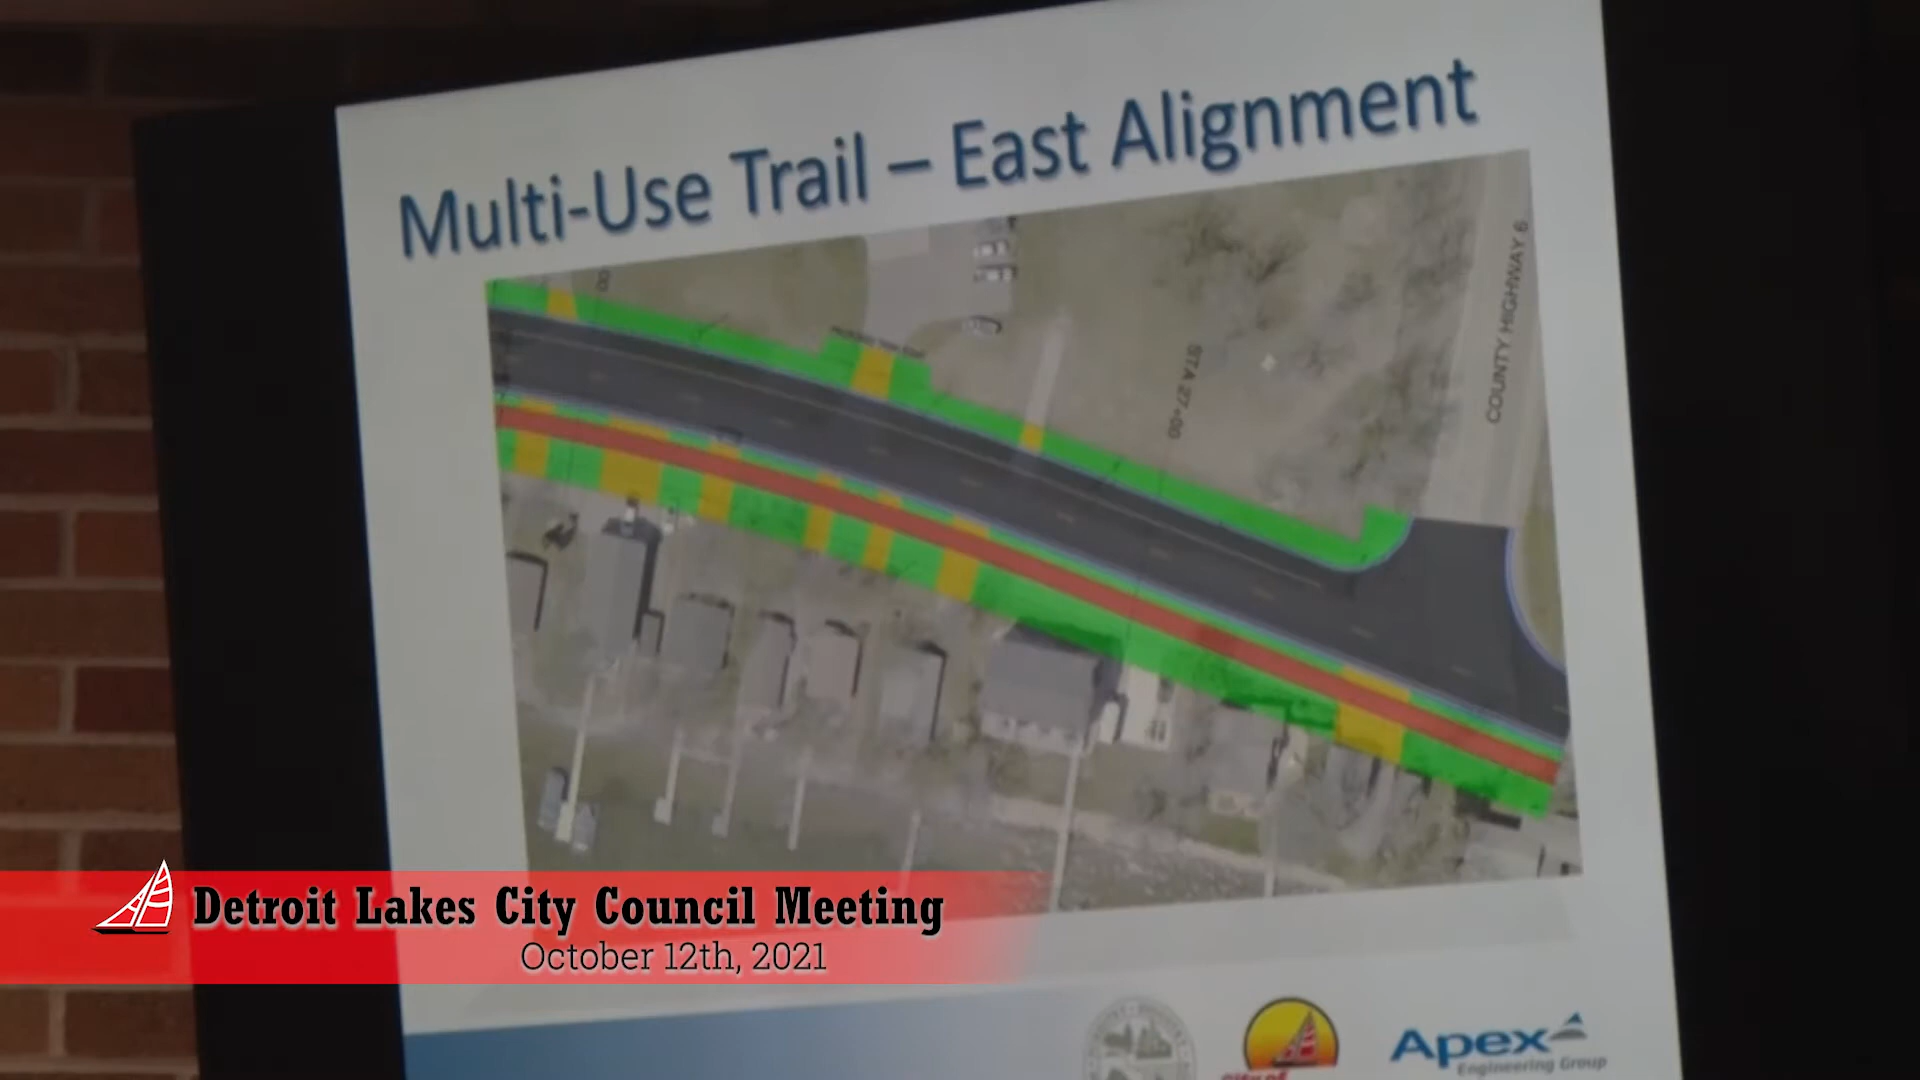 Multi-Use Trail – East Alignment
00
STA 27+00
COUNTY HIGHWAY 6
Detroit Lakes City Council Meeting
October 12th, 2021
Apex
Engineering Group